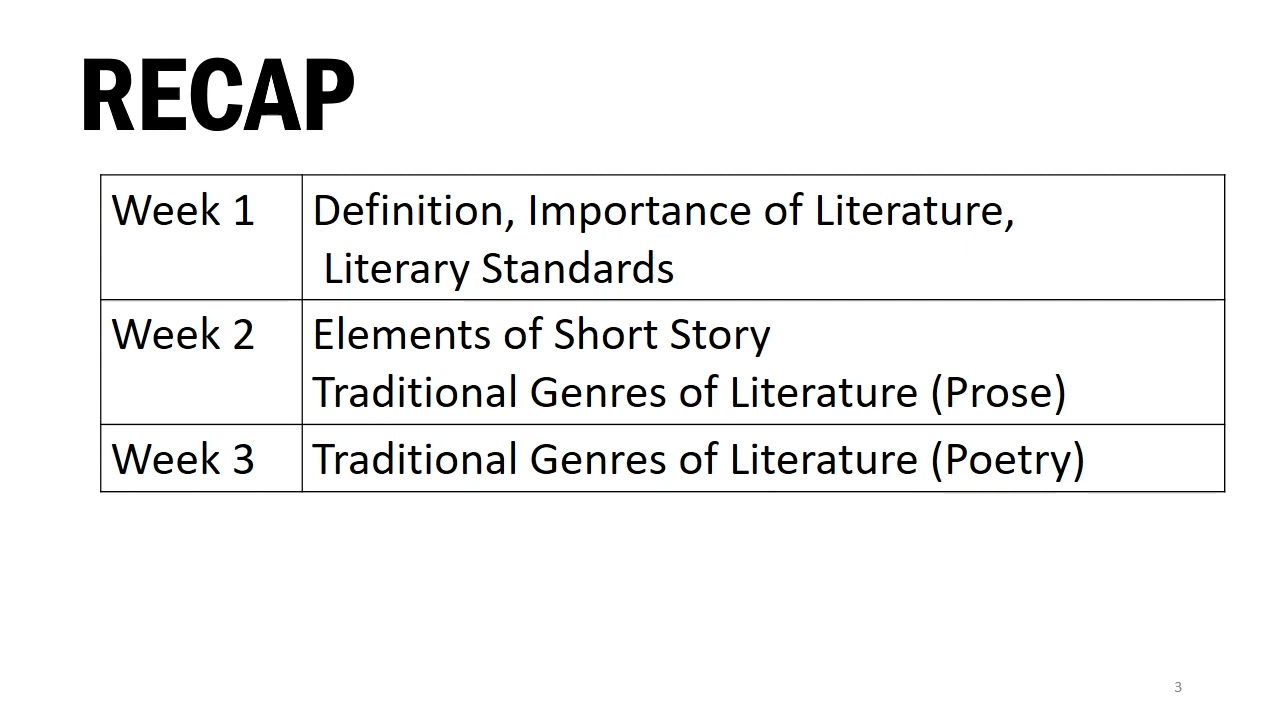 RECAP
Week 1
Definition, Importance of Literature,
Literary Standards
Week 2
Elements of Short Story
Traditional Genres of Literature (Prose)
Week 3
Traditional Genres of Literature (Poetry)
3